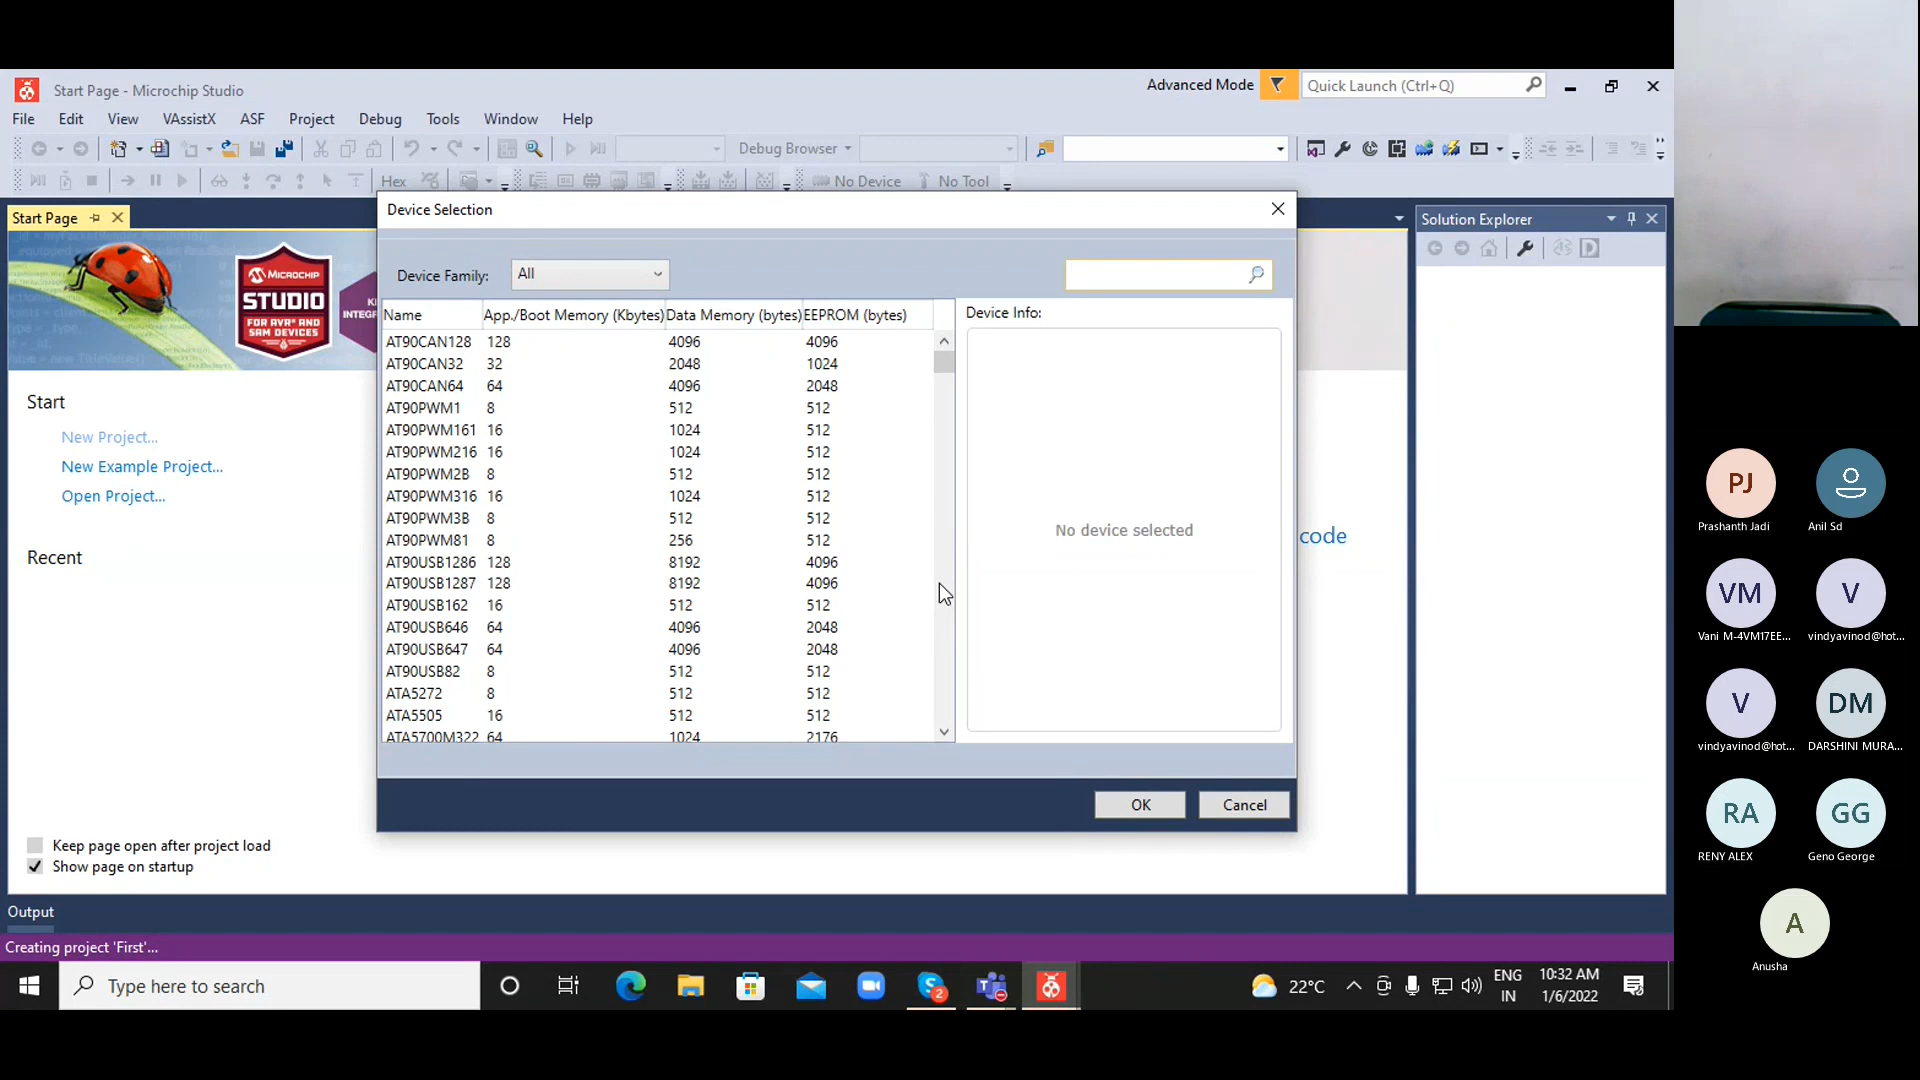 Start Page - Microchip Studio
Advanced Mode
Quick Launch (Ctrl+Q)
File Edit View VAssistX ASF Project Debug Tools Window Help
Debug Browser
Hex
No Device
No Tool
Start Page
Device Selection
Solution Explorer
MICROCHIP
STUDIO
FOR AVR® AND
SAM DEVICES
INTEGR
Device Family: All
Name App./Boot Memory (Kbytes) Data Memory (bytes) EEPROM (bytes)
AT90CAN128 128 4096 4096
AT90CAN32 32 2048 1024
AT90CAN64 64 4096 2048
AT90PWM1 8 512 512
AT90PWM161 16 1024 512
AT90PWM216 16 1024 512
AT90PWM2B 8 512 512
AT90PWM316 16 1024 512
AT90PWM3B 8 512 512
AT90PWM81 8 256 512
AT90USB1286 128 8192 4096
AT90USB1287 128 8192 4096
AT90USB162 16 512 512
AT90USB646 64 4096 2048
AT90USB647 64 4096 2048
AT90USB82 8 512 512
ATA5272 8 512 512
ATA5505 16 512 512
ATA5700M322 64 1024 2176
Device Info:
No device selected
OK
Cancel
Start
New Project...
New Example Project...
Open Project...
Recent
code
Keep page open after project load
Show page on startup
Output
Creating project 'First'...
Type here to search
2
22°C
ENG
IN
10:32 AM
1/6/2022
PJ
Prashanth Jadi
Anil Sd
VM
Vani M-4VM17EE...
V
vindyavinod@hot...
V
vindyavinod@hot...
DM
DARSHINI MURA...
RA
RENY ALEX
GG
Geno George
A
Anusha